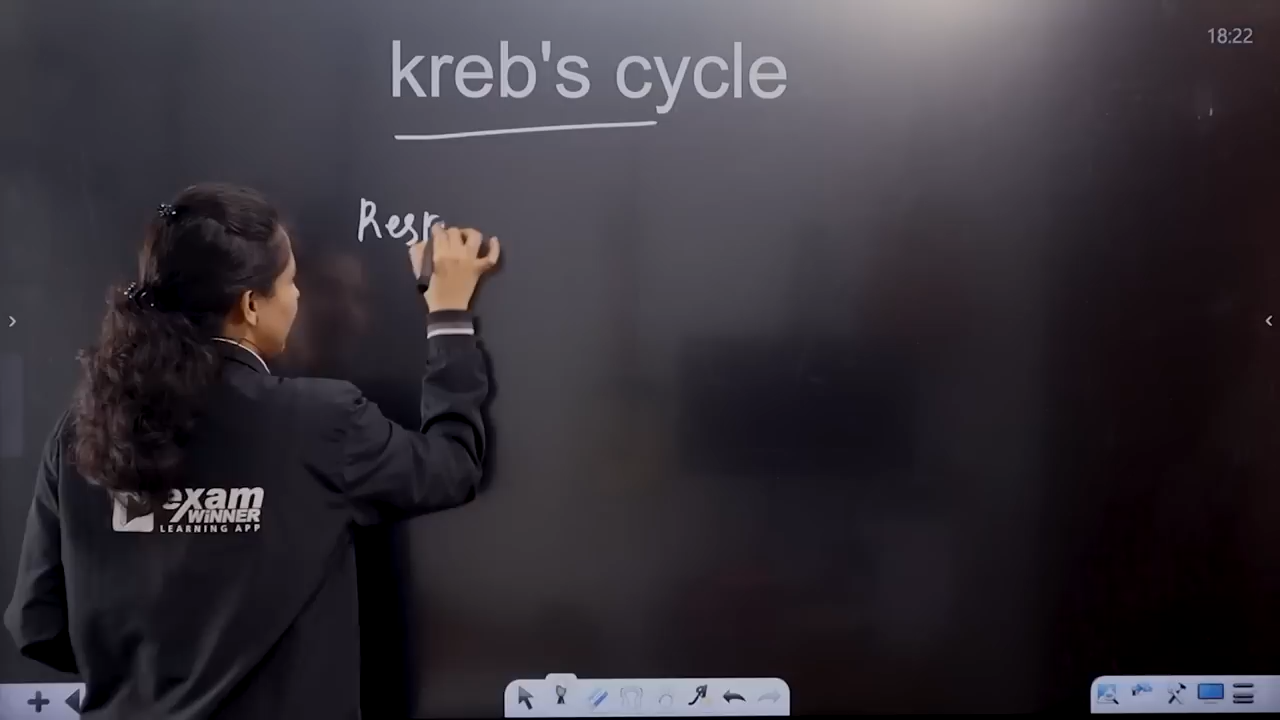 kreb's cycle
18:22
Resp
exam
WINNER
LEARNING APP